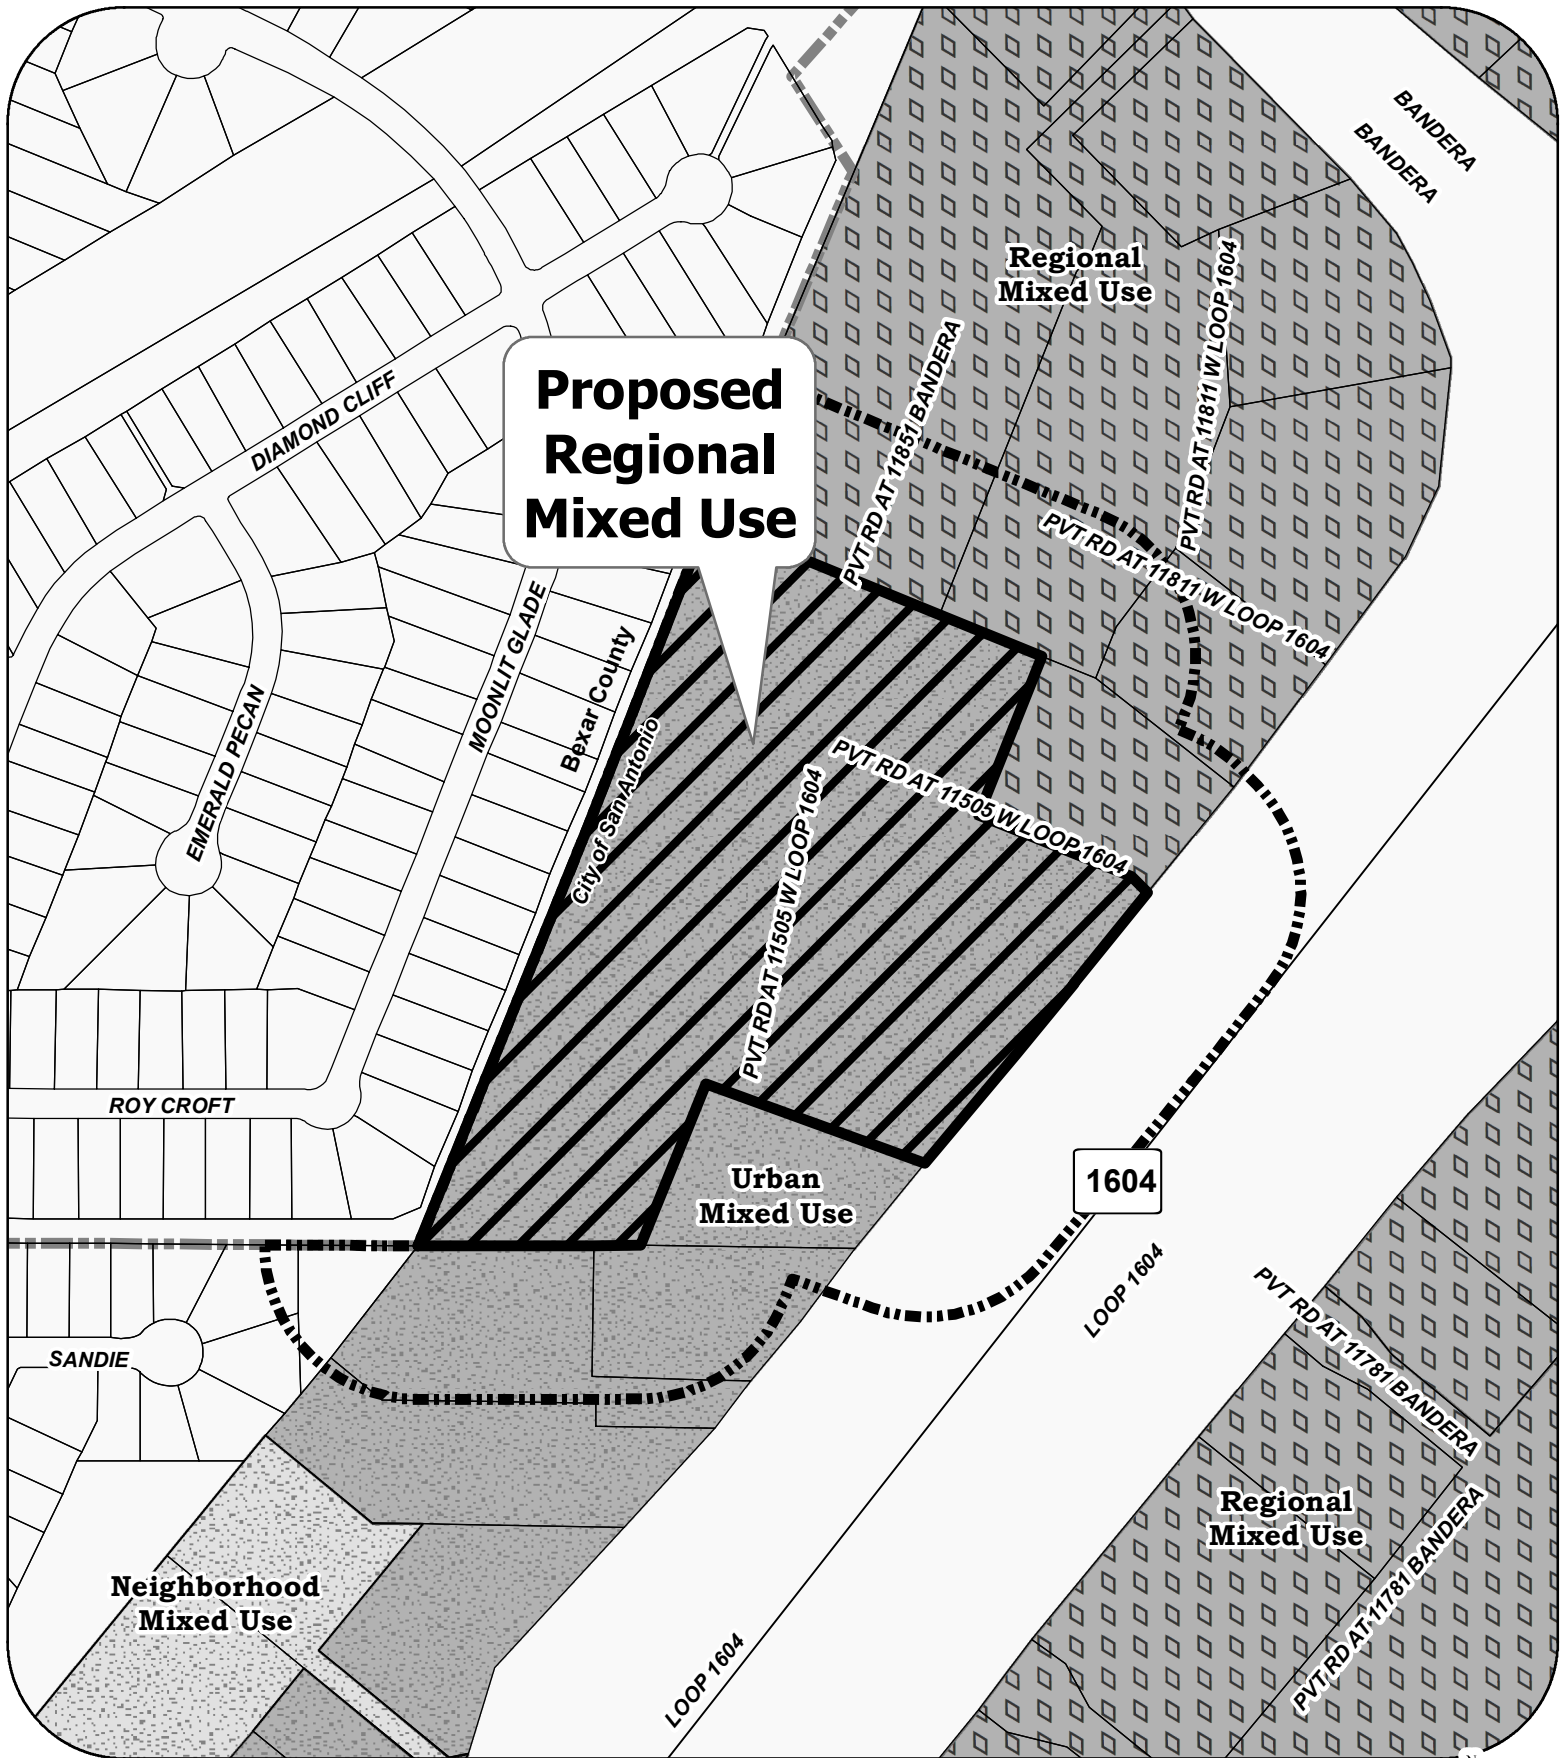 BANDERA
BANDERA
Regional
Mixed Use
PVT RD AT 11811 W LOOP 1604
PVT RD AT 11851 BANDERA
DIAMOND CLIFF
Proposed
Regional
Mixed Use
PVT RD AT 11811 W LOOP 1604
MOONLIT GLADE
Bexar County
City of San Antonio
EMERALD PECAN
PVT RD AT 11505 W LOOP 1604
PVT RD AT 11505 W LOOP 1604
ROY CROFT
Urban
Mixed Use
1604
LOOP 1604
PVT RD AT 11781 BANDERA
SANDIE
Regional
Mixed Use
PVT RD AT 11781 BANDERA
Neighborhood
Mixed Use
LOOP 1604